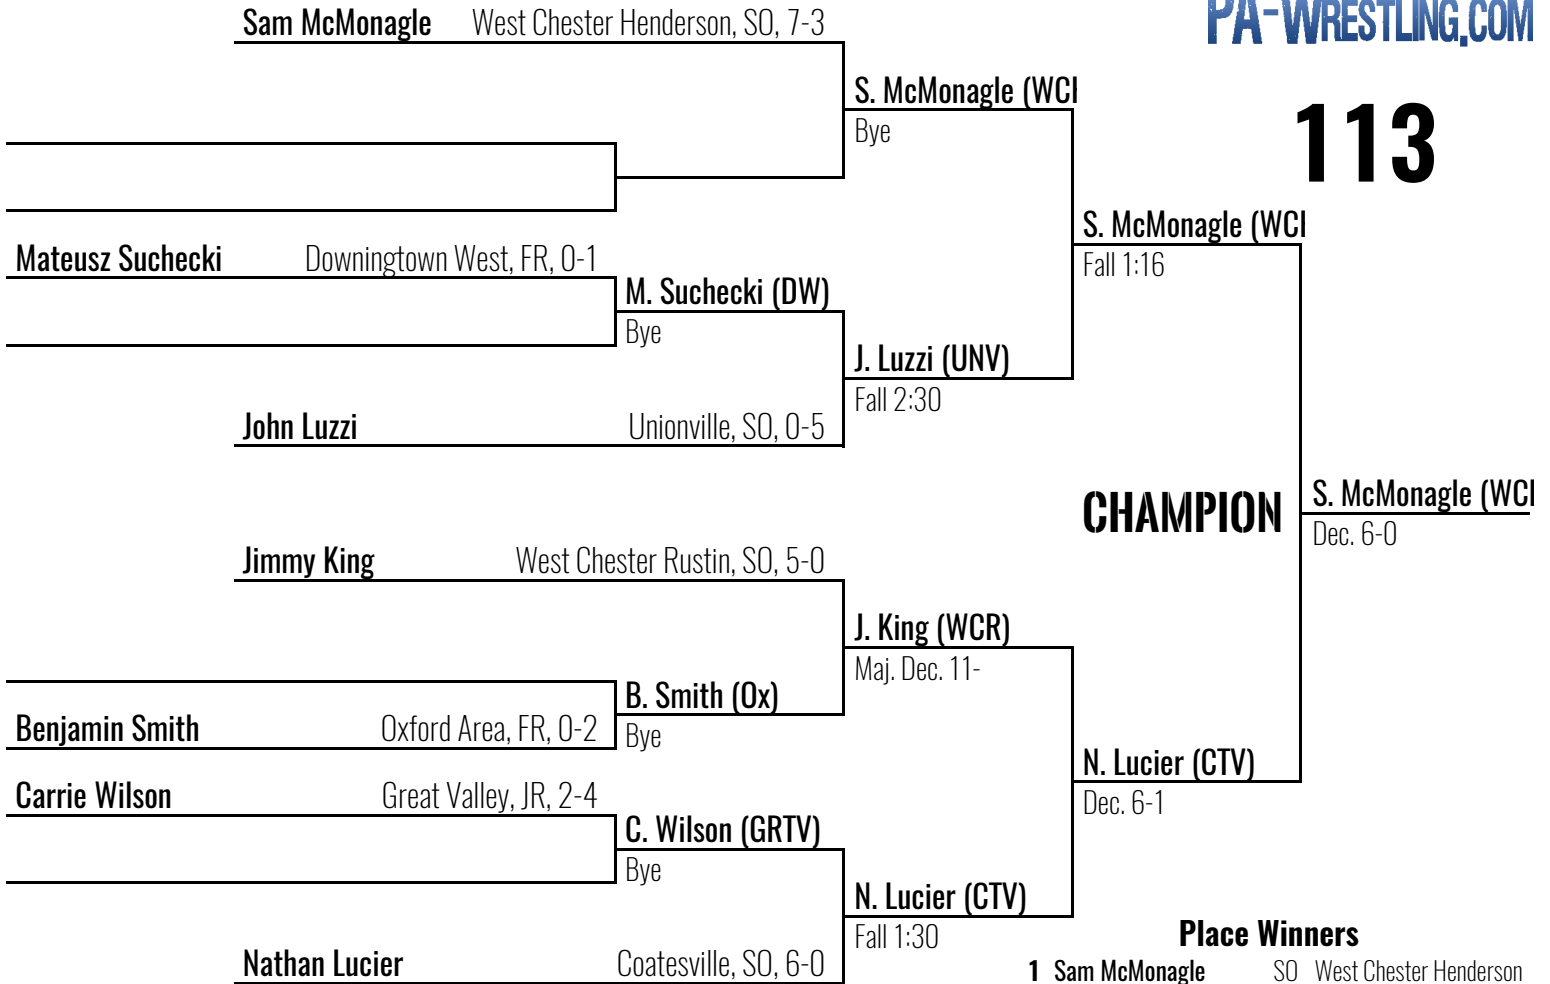 PA-WRESTLING.COM
113
Sam McMonagle West Chester Henderson, SO, 7-3
S. McMonagle (WCH
Bye
S. McMonagle (WCH
Fall 1:16
Mateusz Suchecki Downingtown West, FR, 0-1
M. Suchecki (DW)
Bye
J. Luzzi (UNV)
Fall 2:30
John Luzzi Unionville, SO, 0-5
CHAMPION
S. McMonagle (WCH
Dec. 6-0
Jimmy King West Chester Rustin, SO, 5-0
J. King (WCR)
Maj. Dec. 11-
B. Smith (Ox)
Benjamin Smith Oxford Area, FR, 0-2
Bye
N. Lucier (CTV)
Dec. 6-1
Carrie Wilson Great Valley, JR, 2-4
C. Wilson (GRTV)
Bye
N. Lucier (CTV)
Fall 1:30
Nathan Lucier Coatesville, SO, 6-0
Place Winners
1 Sam McMonagle SO West Chester Henderson